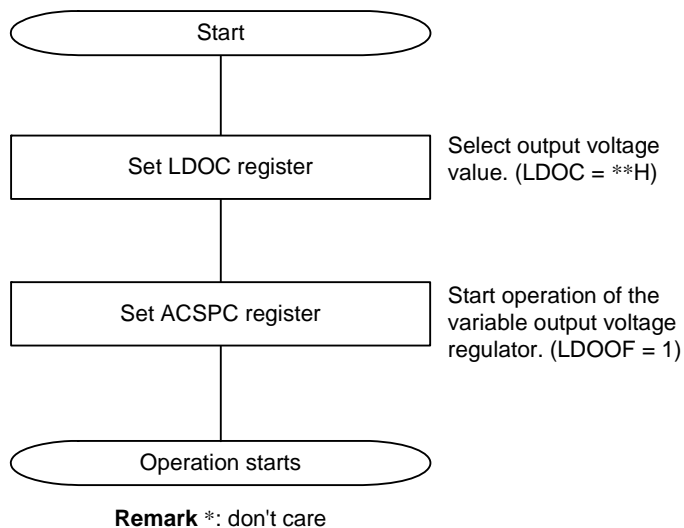 Start
Set LDOC register
Select output voltage
value. (LDOC = **H)
Set ACSPC register
Start operation of the
variable output voltage
regulator. (LDOOF = 1)
Operation starts
Remark *: don't care